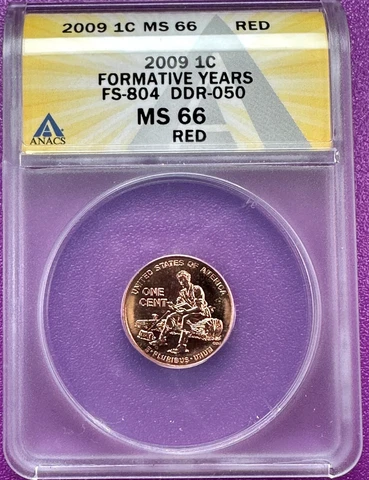 2009 1C MS 66 RED
2009 1C
FORMATIVE YEARS
FS-804 DDR-050
MS 66
RED
ANACS
UNITED STATES OF AMERICA
ONE
CENT
E·PLURIBUS·UNUM